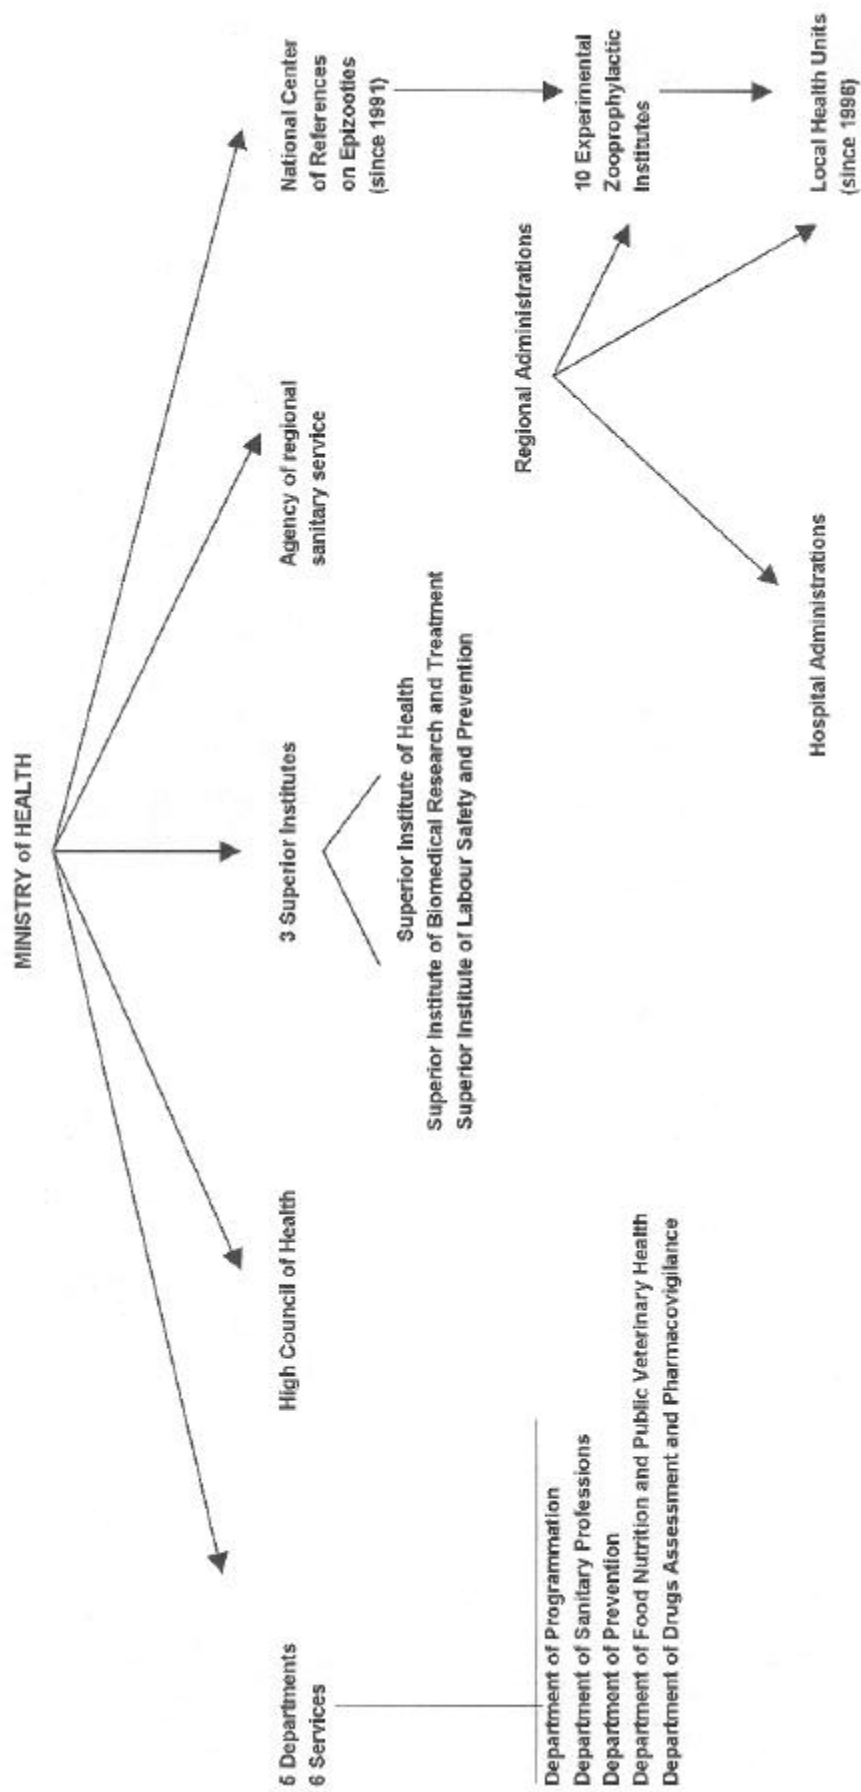 MINISTRY of HEALTH
5 Departments
6 Services
High Council of Health
3 Superior Institutes
Agency of regional
sanitary service
National Center
of References
on Epizooties
(since 1991)
Superior Institute of Health
Superior Institute of Biomedical Research and Treatment
Superior Institute of Labour Safety and Prevention
Regional Administrations
Department of Programmation
Department of Sanitary Professions
Department of Prevention
Department of Food Nutrition and Public Veterinary Health
Department of Drugs Assessment and Pharmacovigilance
10 Experimental
Zooprophylactic
Institutes
Hospital Administrations
Local Health Units
(since 1996)